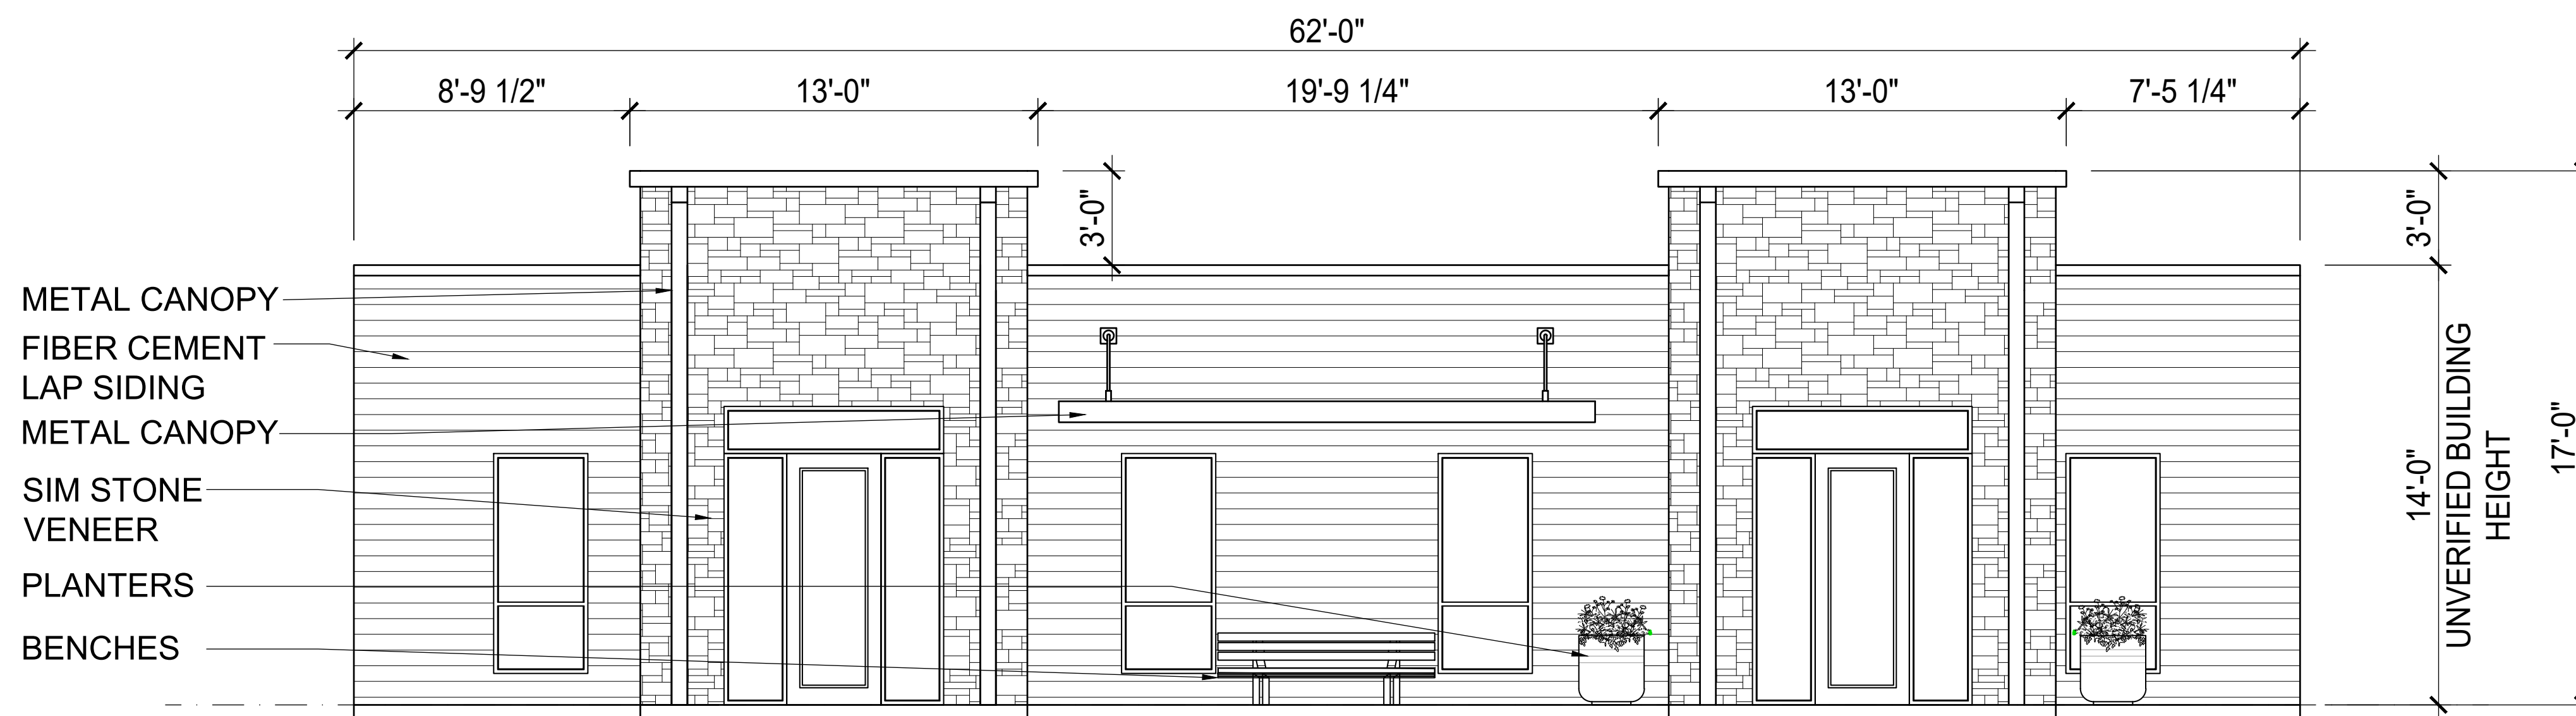 62'-0"
8'-9 1/2"
13'-0"
19'-9 1/4"
13'-0"
7'-5 1/4"
3'-0"
3'-0"
METAL CANOPY
FIBER CEMENT
LAP SIDING
METAL CANOPY
SIM STONE
VENEER
PLANTERS
BENCHES
14'-0"
UNVERIFIED BUILDING
HEIGHT
17'-0"